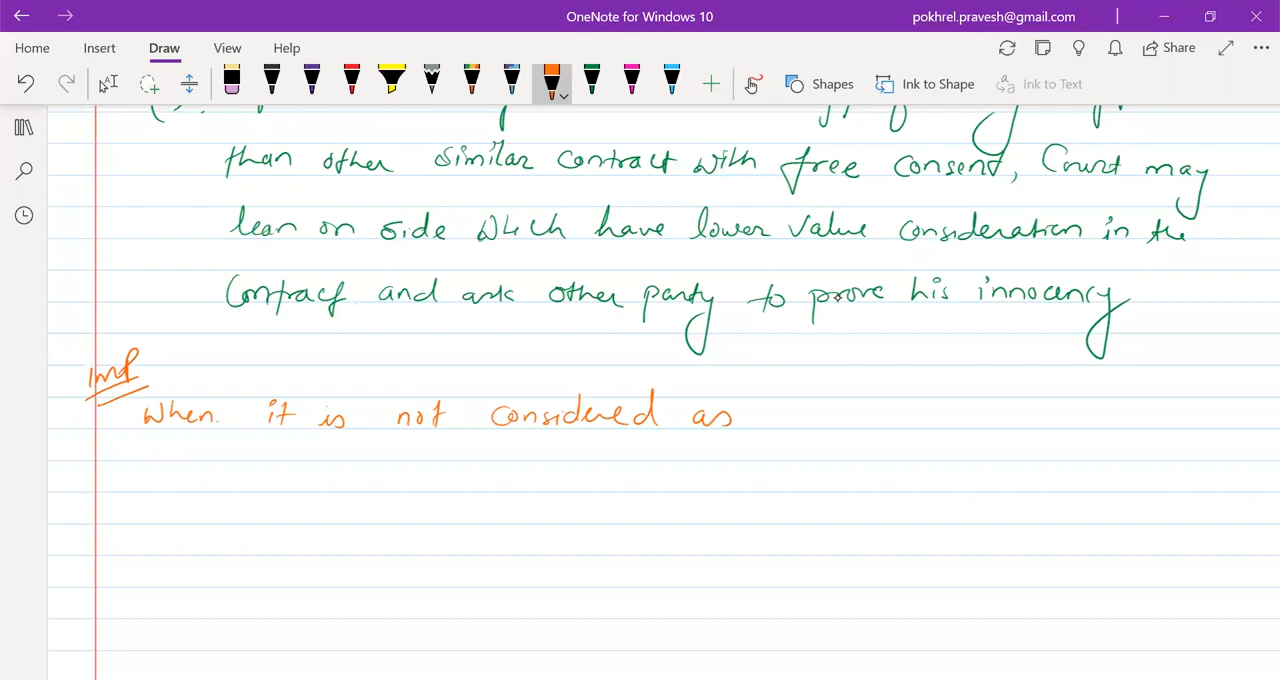 OneNote for Windows 10
pokhrel.pravesh@gmail.com
Home Insert Draw View Help
Share
Shapes
Ink to Shape
Ink to Text
than other similar contract with free consent, Court may
lean on side which have lower value consideration in the
Contract and ask other party to prove his innocency
Imp
When it is not considered as